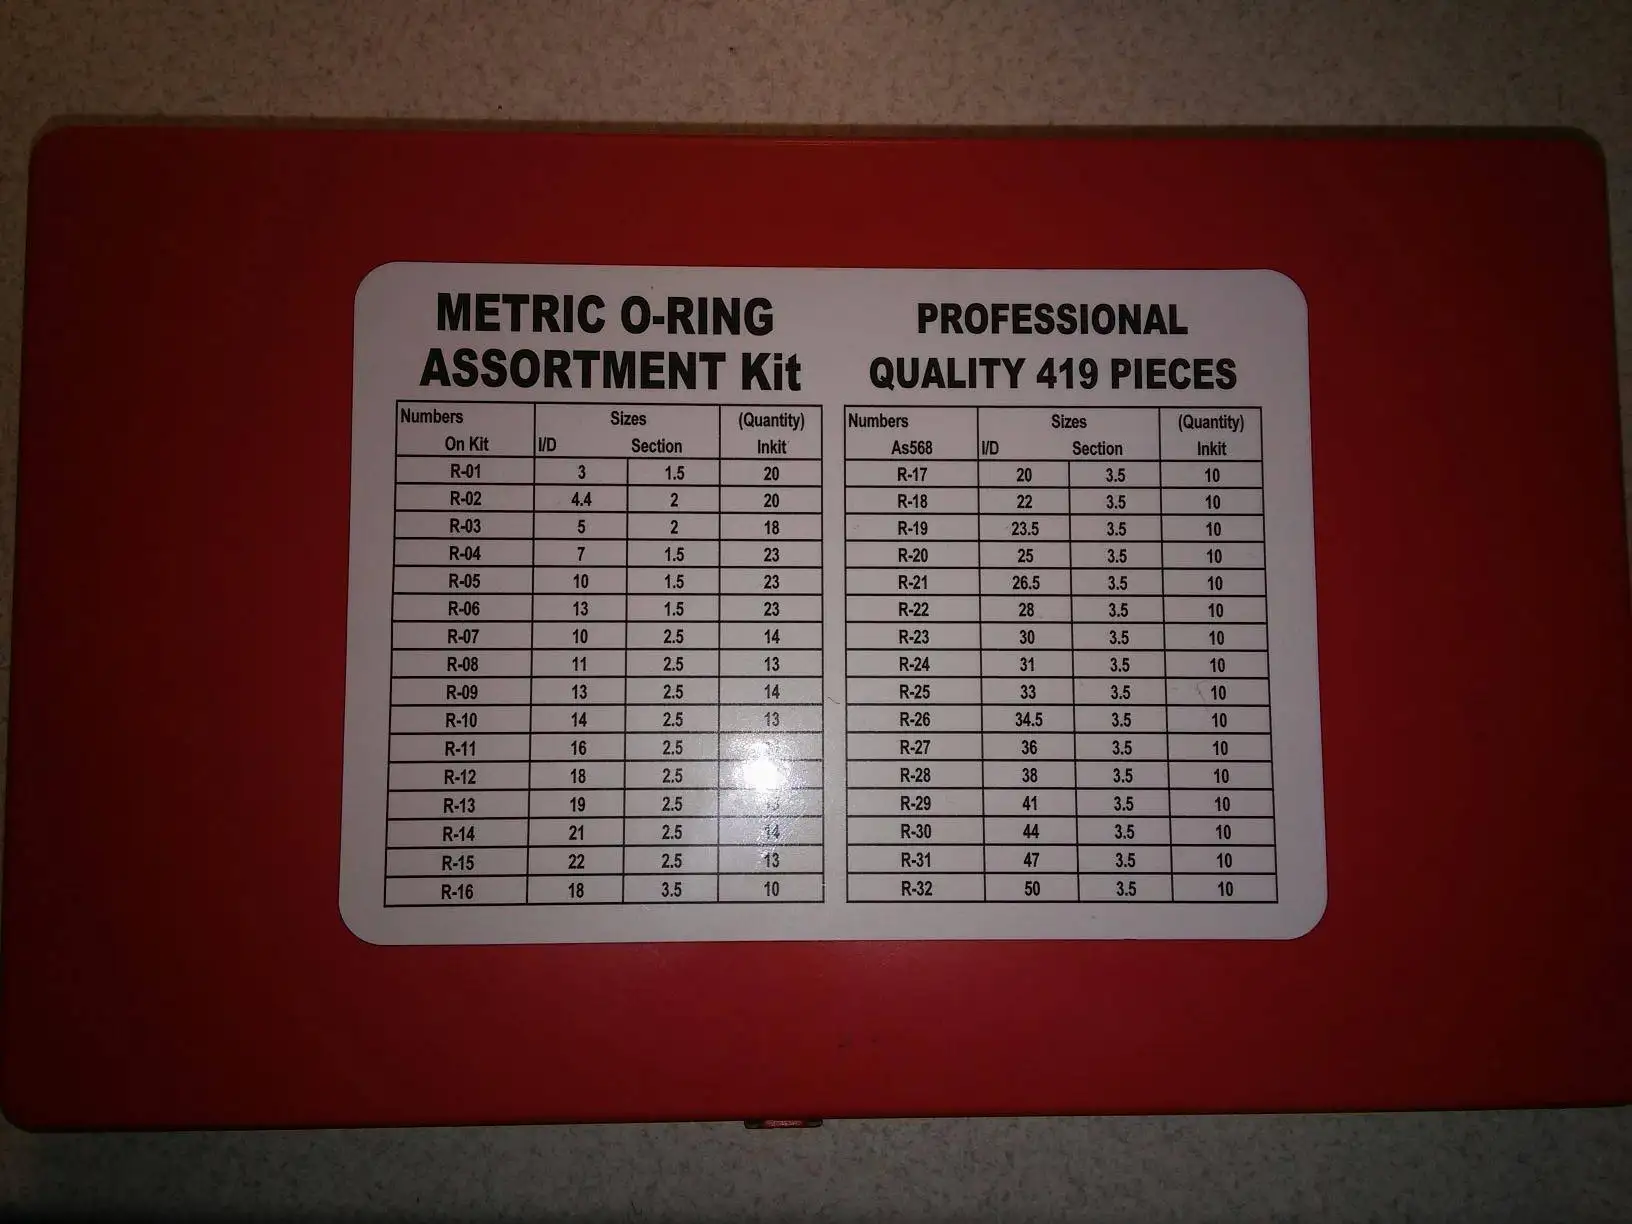 METRIC O-RING
ASSORTMENT Kit
Numbers Sizes (Quantity)
On Kit I/D Section Inkit
R-01 3 1.5 20
R-02 4.4 2 20
R-03 5 2 18
R-04 7 1.5 23
R-05 10 1.5 23
R-06 13 1.5 23
R-07 10 2.5 14
R-08 11 2.5 13
R-09 13 2.5 14
R-10 14 2.5 13
R-11 16 2.5
R-12 18 2.5
R-13 19 2.5
R-14 21 2.5 14
R-15 22 2.5 13
R-16 18 3.5 10
PROFESSIONAL
QUALITY 419 PIECES
Numbers Sizes (Quantity)
As568 I/D Section Inkit
R-17 20 3.5 10
R-18 22 3.5 10
R-19 23.5 3.5 10
R-20 25 3.5 10
R-21 26.5 3.5 10
R-22 28 3.5 10
R-23 30 3.5 10
R-24 31 3.5 10
R-25 33 3.5 10
R-26 34.5 3.5 10
R-27 36 3.5 10
R-28 38 3.5 10
R-29 41 3.5 10
R-30 44 3.5 10
R-31 47 3.5 10
R-32 50 3.5 10